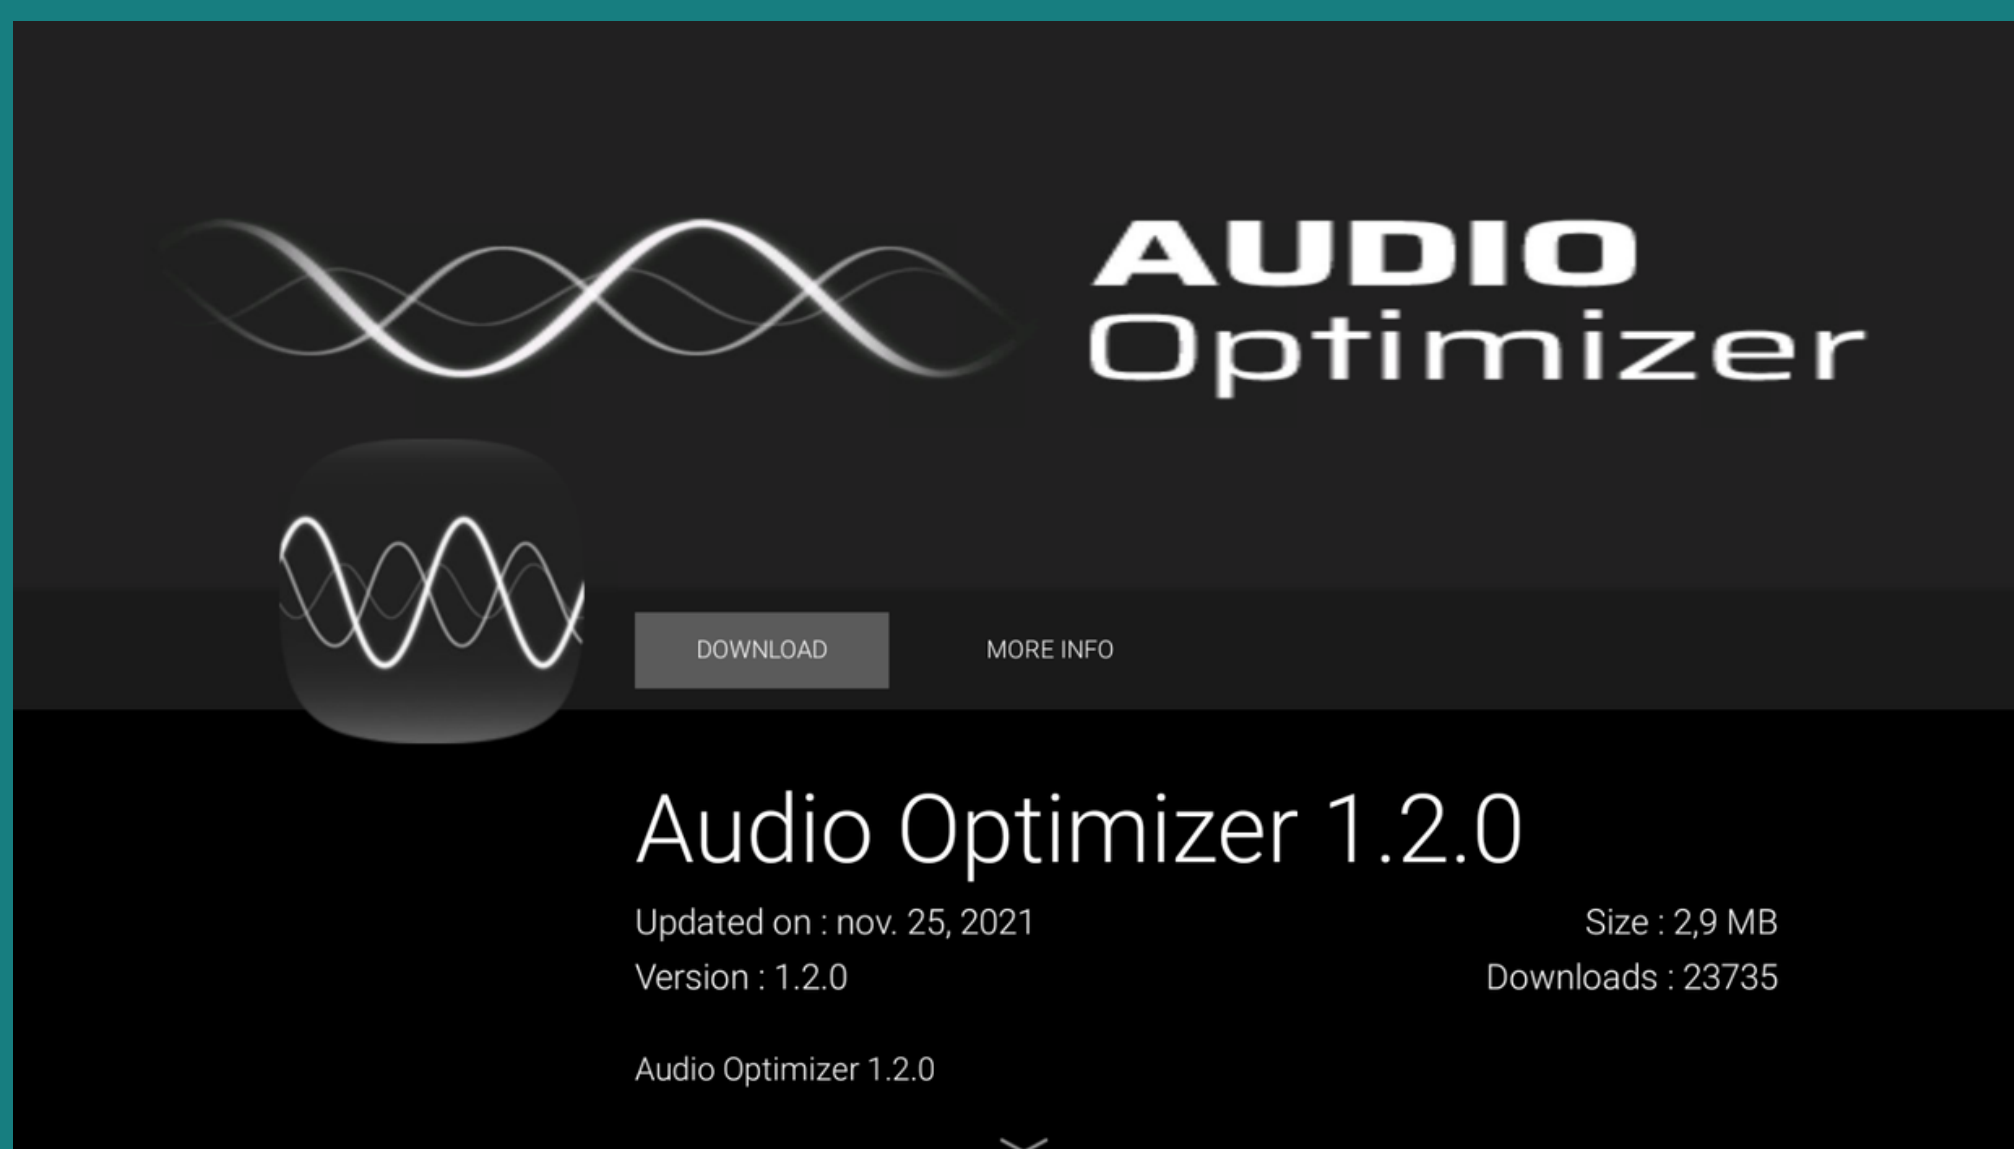 AUDIO
Optimizer
DOWNLOAD
MORE INFO
Audio Optimizer 1.2.0
Updated on : nov. 25, 2021
Size : 2,9 MB
Version : 1.2.0
Downloads : 23735
Audio Optimizer 1.2.0